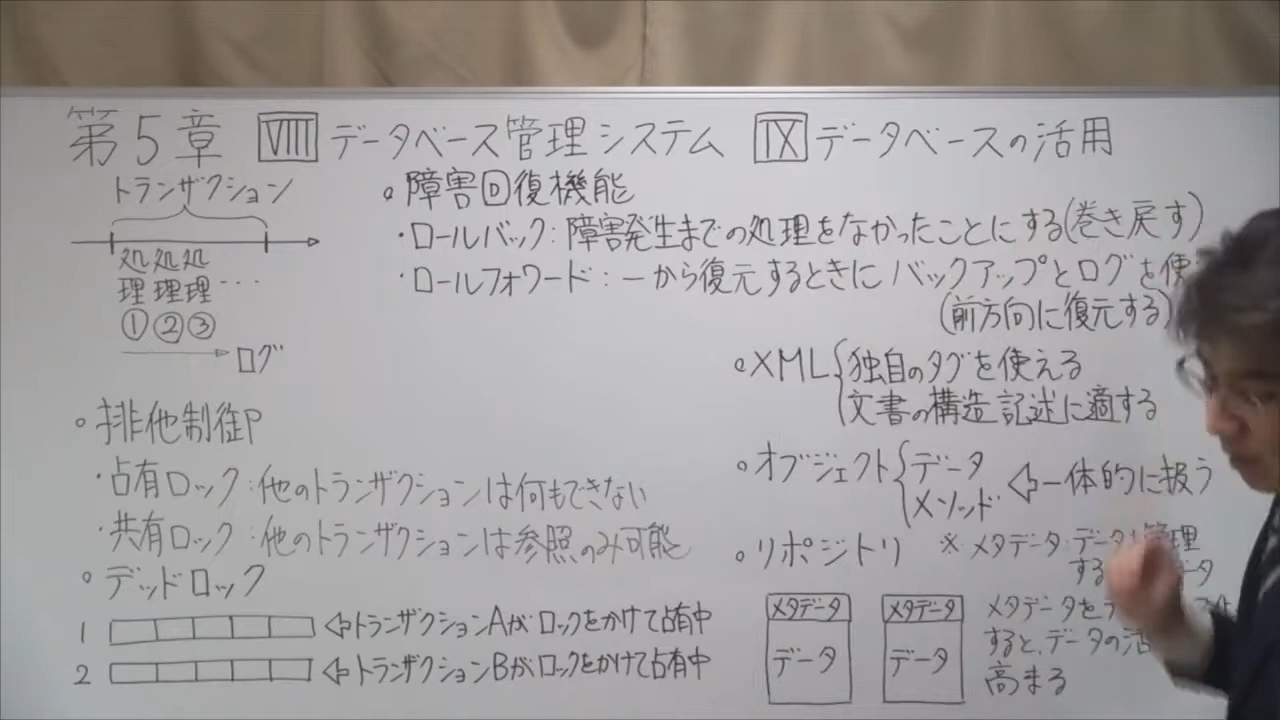 第5章 VIII データベース管理システム IX データベースの活用
トランザクション
処理 処理 処理 ・・・
① ② ③
ログ
。排他制御
・占有ロック:他のトランザクションは何もできない
・共有ロック:他のトランザクションは参照のみ可能
。デッドロック
1 ⇦トランザクションAがロックをかけて占有中
2 ⇦トランザクションBがロックをかけて占有中
。障害回復機能
・ロールバック:障害発生までの処理をなかったことにする(巻き戻す)
・ロールフォワード:一から復元するときにバックアップとログを使
(前方向に復元する)
。XML{独自のタグを使える
文書の構造記述に適する
。オブジェクト{データ
メソッド ⇦一体的に扱う
。リポジトリ ※メタデータ:データ 管理
す データ
メタデータ メタデータ
データ データ
メタデータを
すると、データの活
高まる